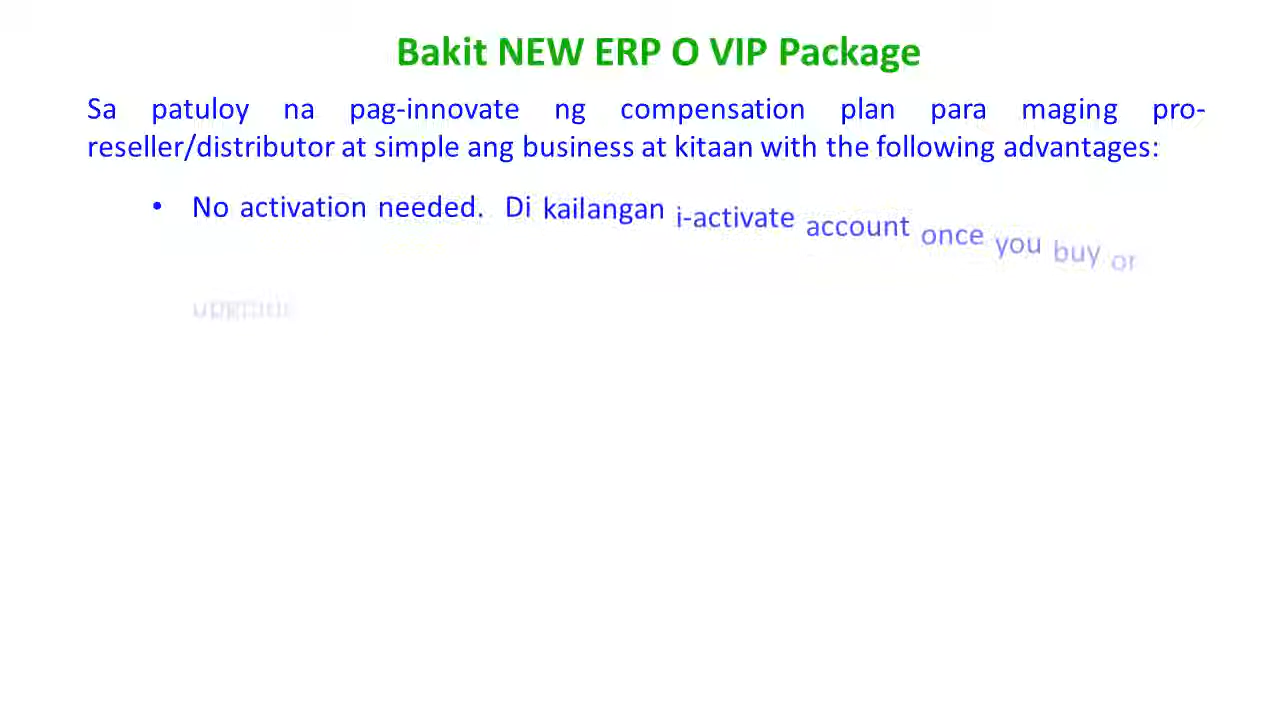 Bakit NEW ERP O VIP Package
Sa patuloy na pag-innovate ng compensation plan para maging pro-
reseller/distributor at simple ang business at kitaan with the following advantages:
• No activation needed. Di kailangan i-activate account once you buy or